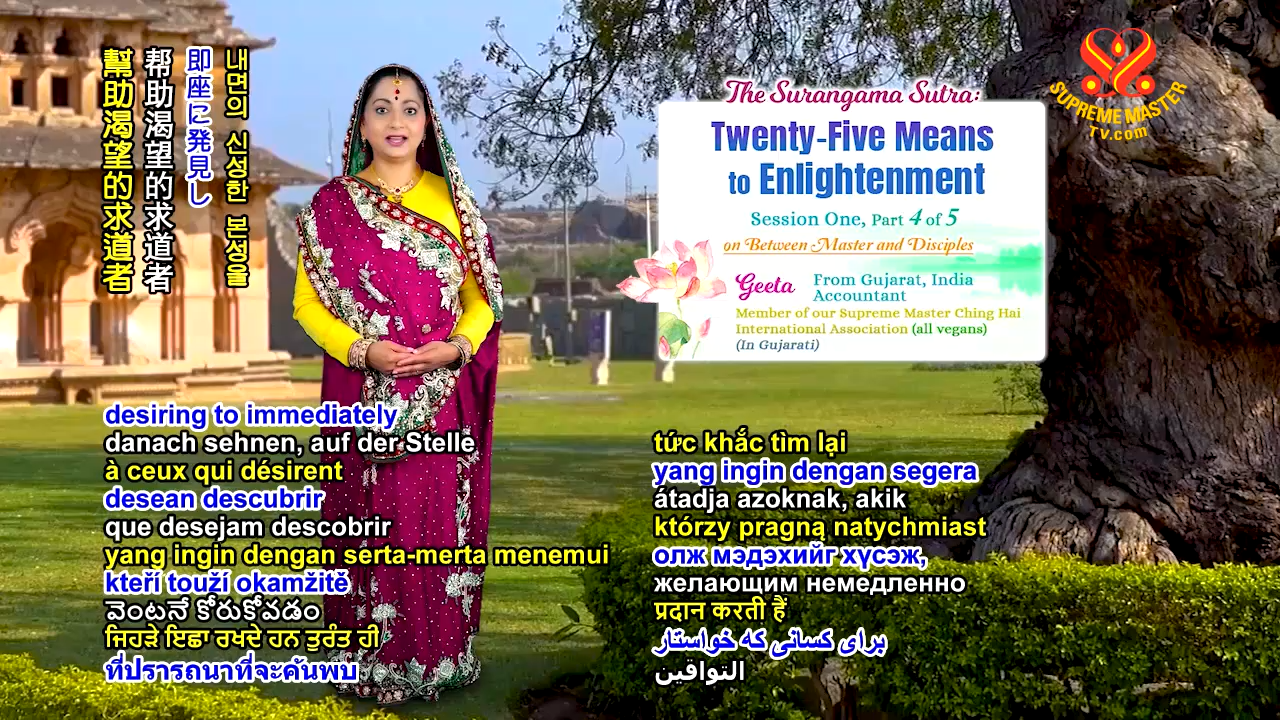 幫助渴望的求道者
帮助渴望的求道者
即座に発見し
내면의 신성한 본성을
SUPREME MASTER
TV.com
The Surangama Sutra:
Twenty-Five Means
to Enlightenment
Session One, Part 4 of 5
on Between Master and Disciples
Geeta
From Gujarat, India
Accountant
Member of our Supreme Master Ching Hai
International Association (all vegans)
(In Gujarati)
desiring to immediately
danach sehnen, auf der Stelle
à ceux qui désirent
desean descubrir
que desejam descobrir
yang ingin dengan serta-merta menemui
kteří touží okamžitě
వెంటనే కోరుకోవడం
ਜਿਹੜੇ ਇਛਾ ਰਖਦੇ ਹਨ ਤੁਰੰਤ ਹੀ
ที่ปรารถนาที่จะค้นพบ
tức khắc tìm lại
yang ingin dengan segera
átadja azoknak, akik
którzy pragną natychmiast
олж мэдэхийг хүсэж,
желающим немедленно
प्रदान करती हैं
برای کسانی که خواستار
التواقين